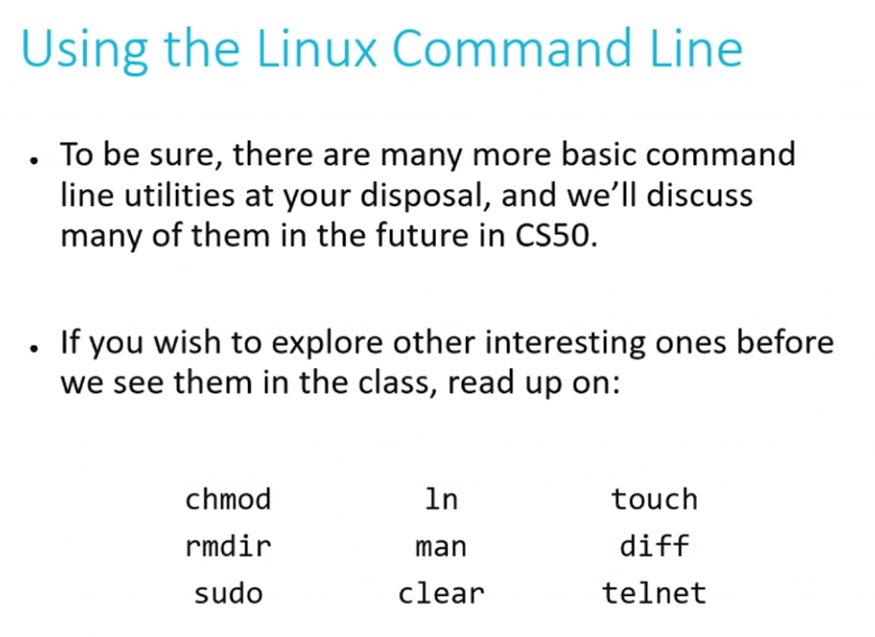 Using the Linux Command Line
• To be sure, there are many more basic command
line utilities at your disposal, and we’ll discuss
many of them in the future in CS50.
• If you wish to explore other interesting ones before
we see them in the class, read up on:
chmod ln touch
rmdir man diff
sudo clear telnet